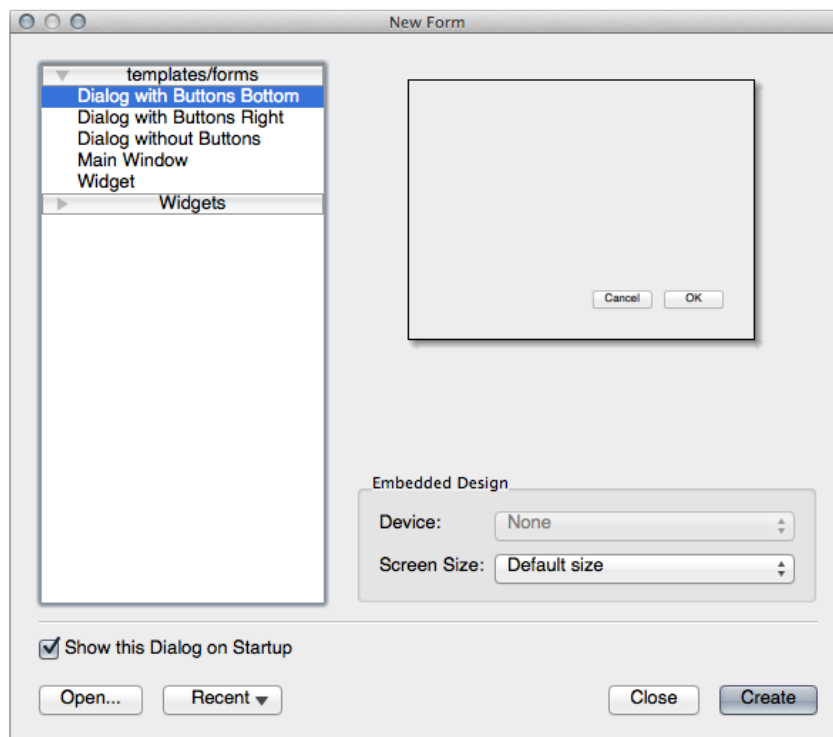 New Form
templates/forms
Dialog with Buttons Bottom
Dialog with Buttons Right
Dialog without Buttons
Main Window
Widget
Widgets
Cancel OK
Embedded Design
Device: None
Screen Size: Default size
Show this Dialog on Startup
Open... Recent Close Create